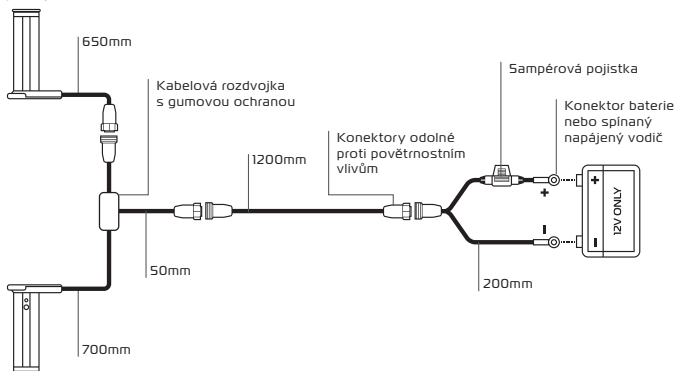 650mm
Kabelová rozdvojka
s gumovou ochranou
Konektory odolné
proti povětrnostním
vlivům
1200mm
5ampérová pojistka
Konektor baterie
nebo spínaný
napájený vodič
+
+
12V ONLY
–
–
50mm
200mm
700mm